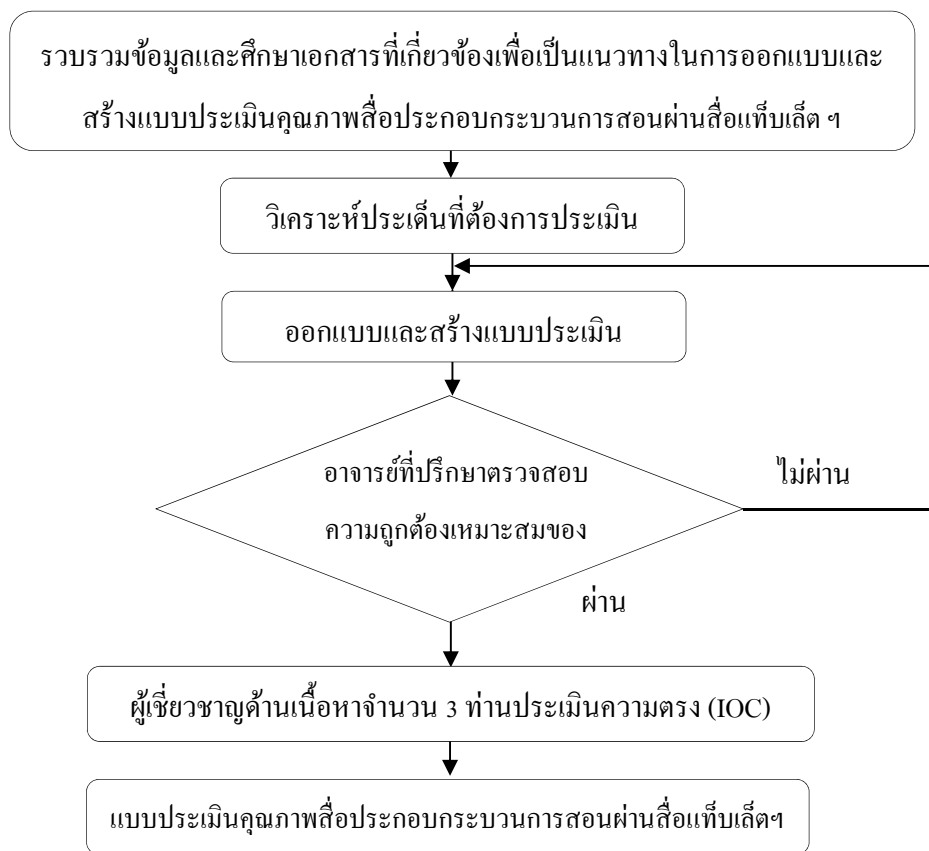 รวบรวมข้อมูลและศึกษาเอกสารที่เกี่ยวข้องเพื่อเป็นแนวทางในการออกแบบและ
สร้างแบบประเมินคุณภาพสื่อประกอบกระบวนการสอนผ่านสื่อแท็บเล็ต ฯ
วิเคราะห์ประเด็นที่ต้องการประเมิน
ออกแบบและสร้างแบบประเมิน
อาจารย์ที่ปรึกษาตรวจสอบ
ความถูกต้องเหมาะสมของ
ไม่ผ่าน
ผ่าน
ผู้เชี่ยวชาญด้านเนื้อหาจำนวน 3 ท่านประเมินความตรง (IOC)
แบบประเมินคุณภาพสื่อประกอบกระบวนการสอนผ่านสื่อแท็บเล็ตฯ